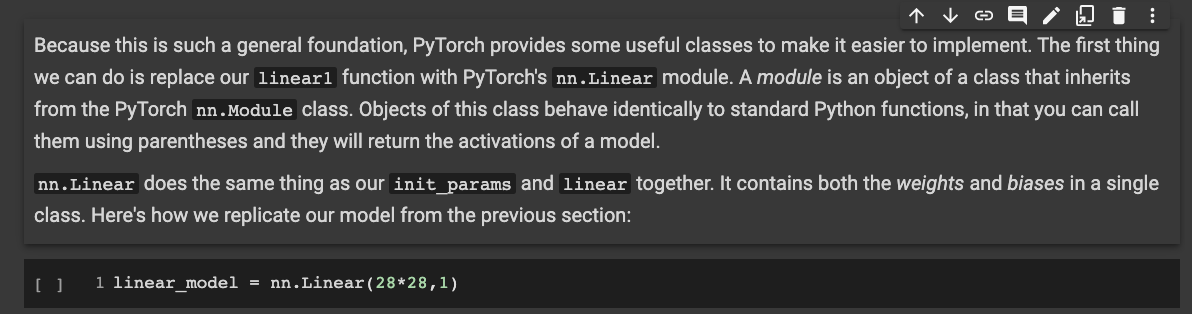 Because this is such a general foundation, PyTorch provides some useful classes to make it easier to implement. The first thing
we can do is replace our linear1 function with PyTorch's nn.Linear module. A module is an object of a class that inherits
from the PyTorch nn.Module class. Objects of this class behave identically to standard Python functions, in that you can call
them using parentheses and they will return the activations of a model.
nn.Linear does the same thing as our init_params and linear together. It contains both the weights and biases in a single
class. Here's how we replicate our model from the previous section:
[ ] 1 linear_model = nn.Linear(28*28,1)